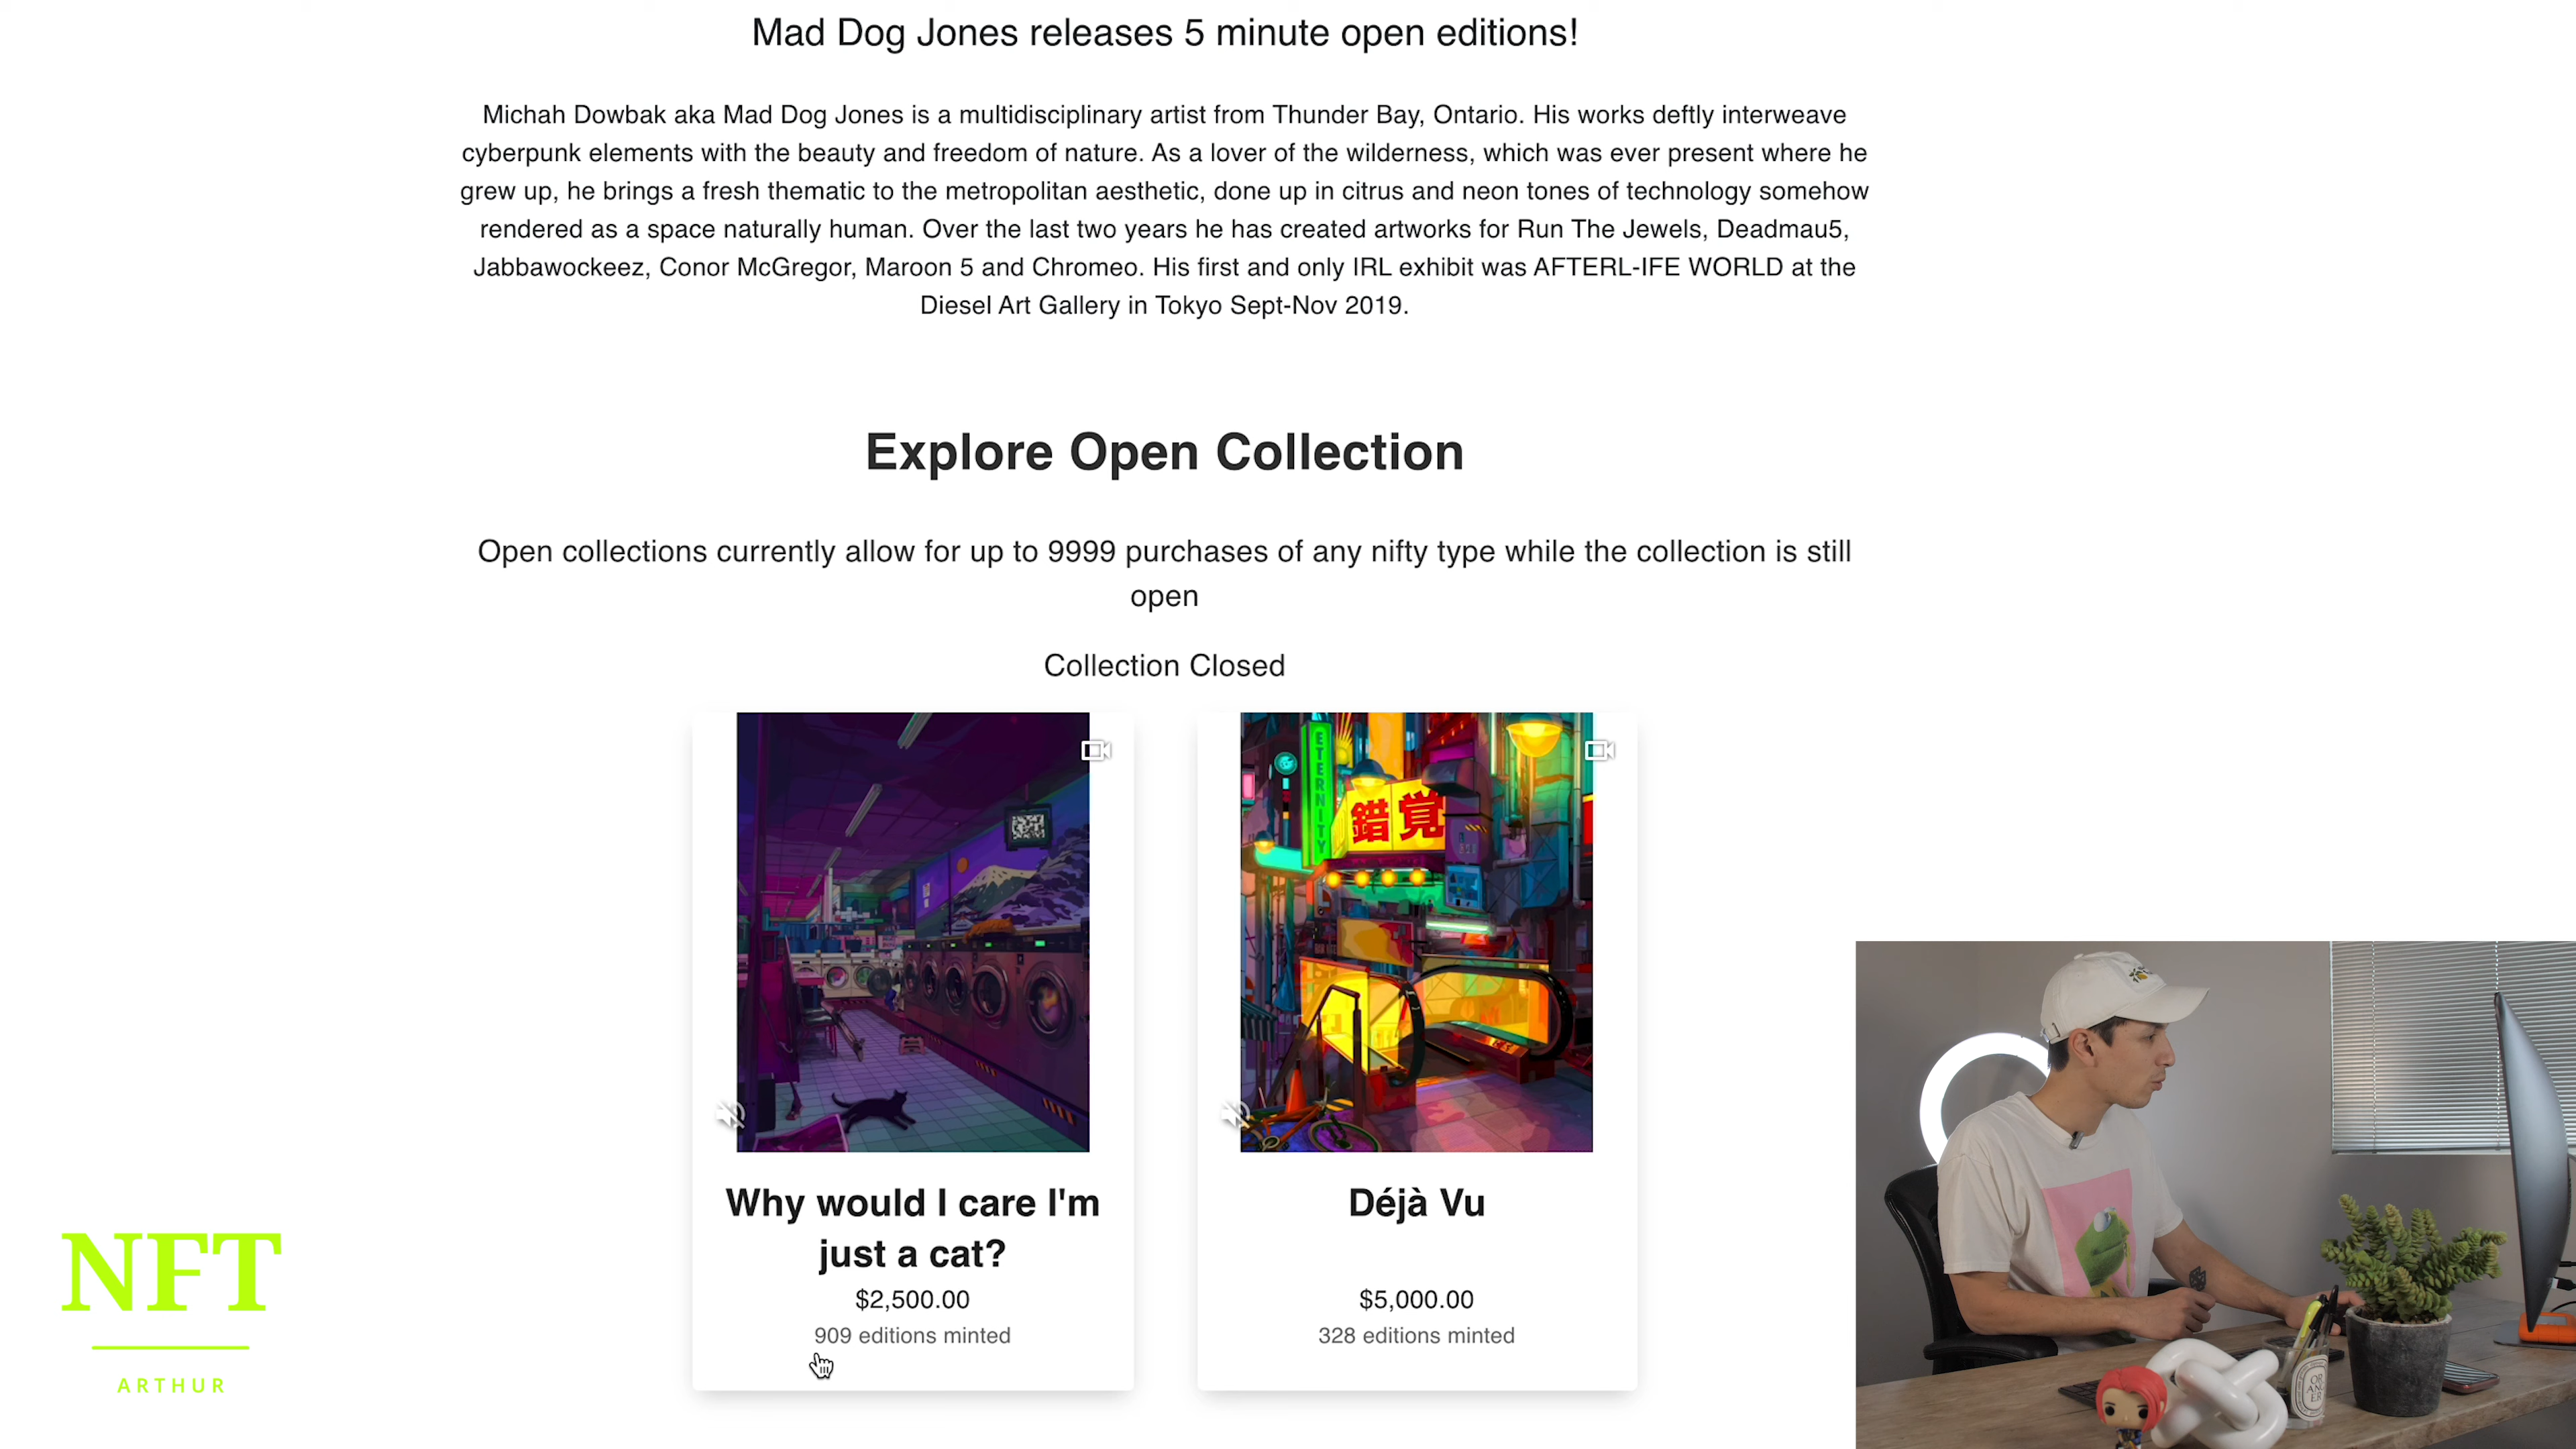 Mad Dog Jones releases 5 minute open editions!
Michah Dowbak aka Mad Dog Jones is a multidisciplinary artist from Thunder Bay, Ontario. His works deftly interweave
cyberpunk elements with the beauty and freedom of nature. As a lover of the wilderness, which was ever present where he
grew up, he brings a fresh thematic to the metropolitan aesthetic, done up in citrus and neon tones of technology somehow
rendered as a space naturally human. Over the last two years he has created artworks for Run The Jewels, Deadmau5,
Jabbawockeez, Conor McGregor, Maroon 5 and Chromeo. His first and only IRL exhibit was AFTERL-IFE WORLD at the
Diesel Art Gallery in Tokyo Sept-Nov 2019.
Explore Open Collection
Open collections currently allow for up to 9999 purchases of any nifty type while the collection is still
open
Collection Closed
ETERNITY
錯覚
Why would I care I'm
just a cat?
$2,500.00
909 editions minted
Déjà Vu
$5,000.00
328 editions minted
NFT
ARTHUR